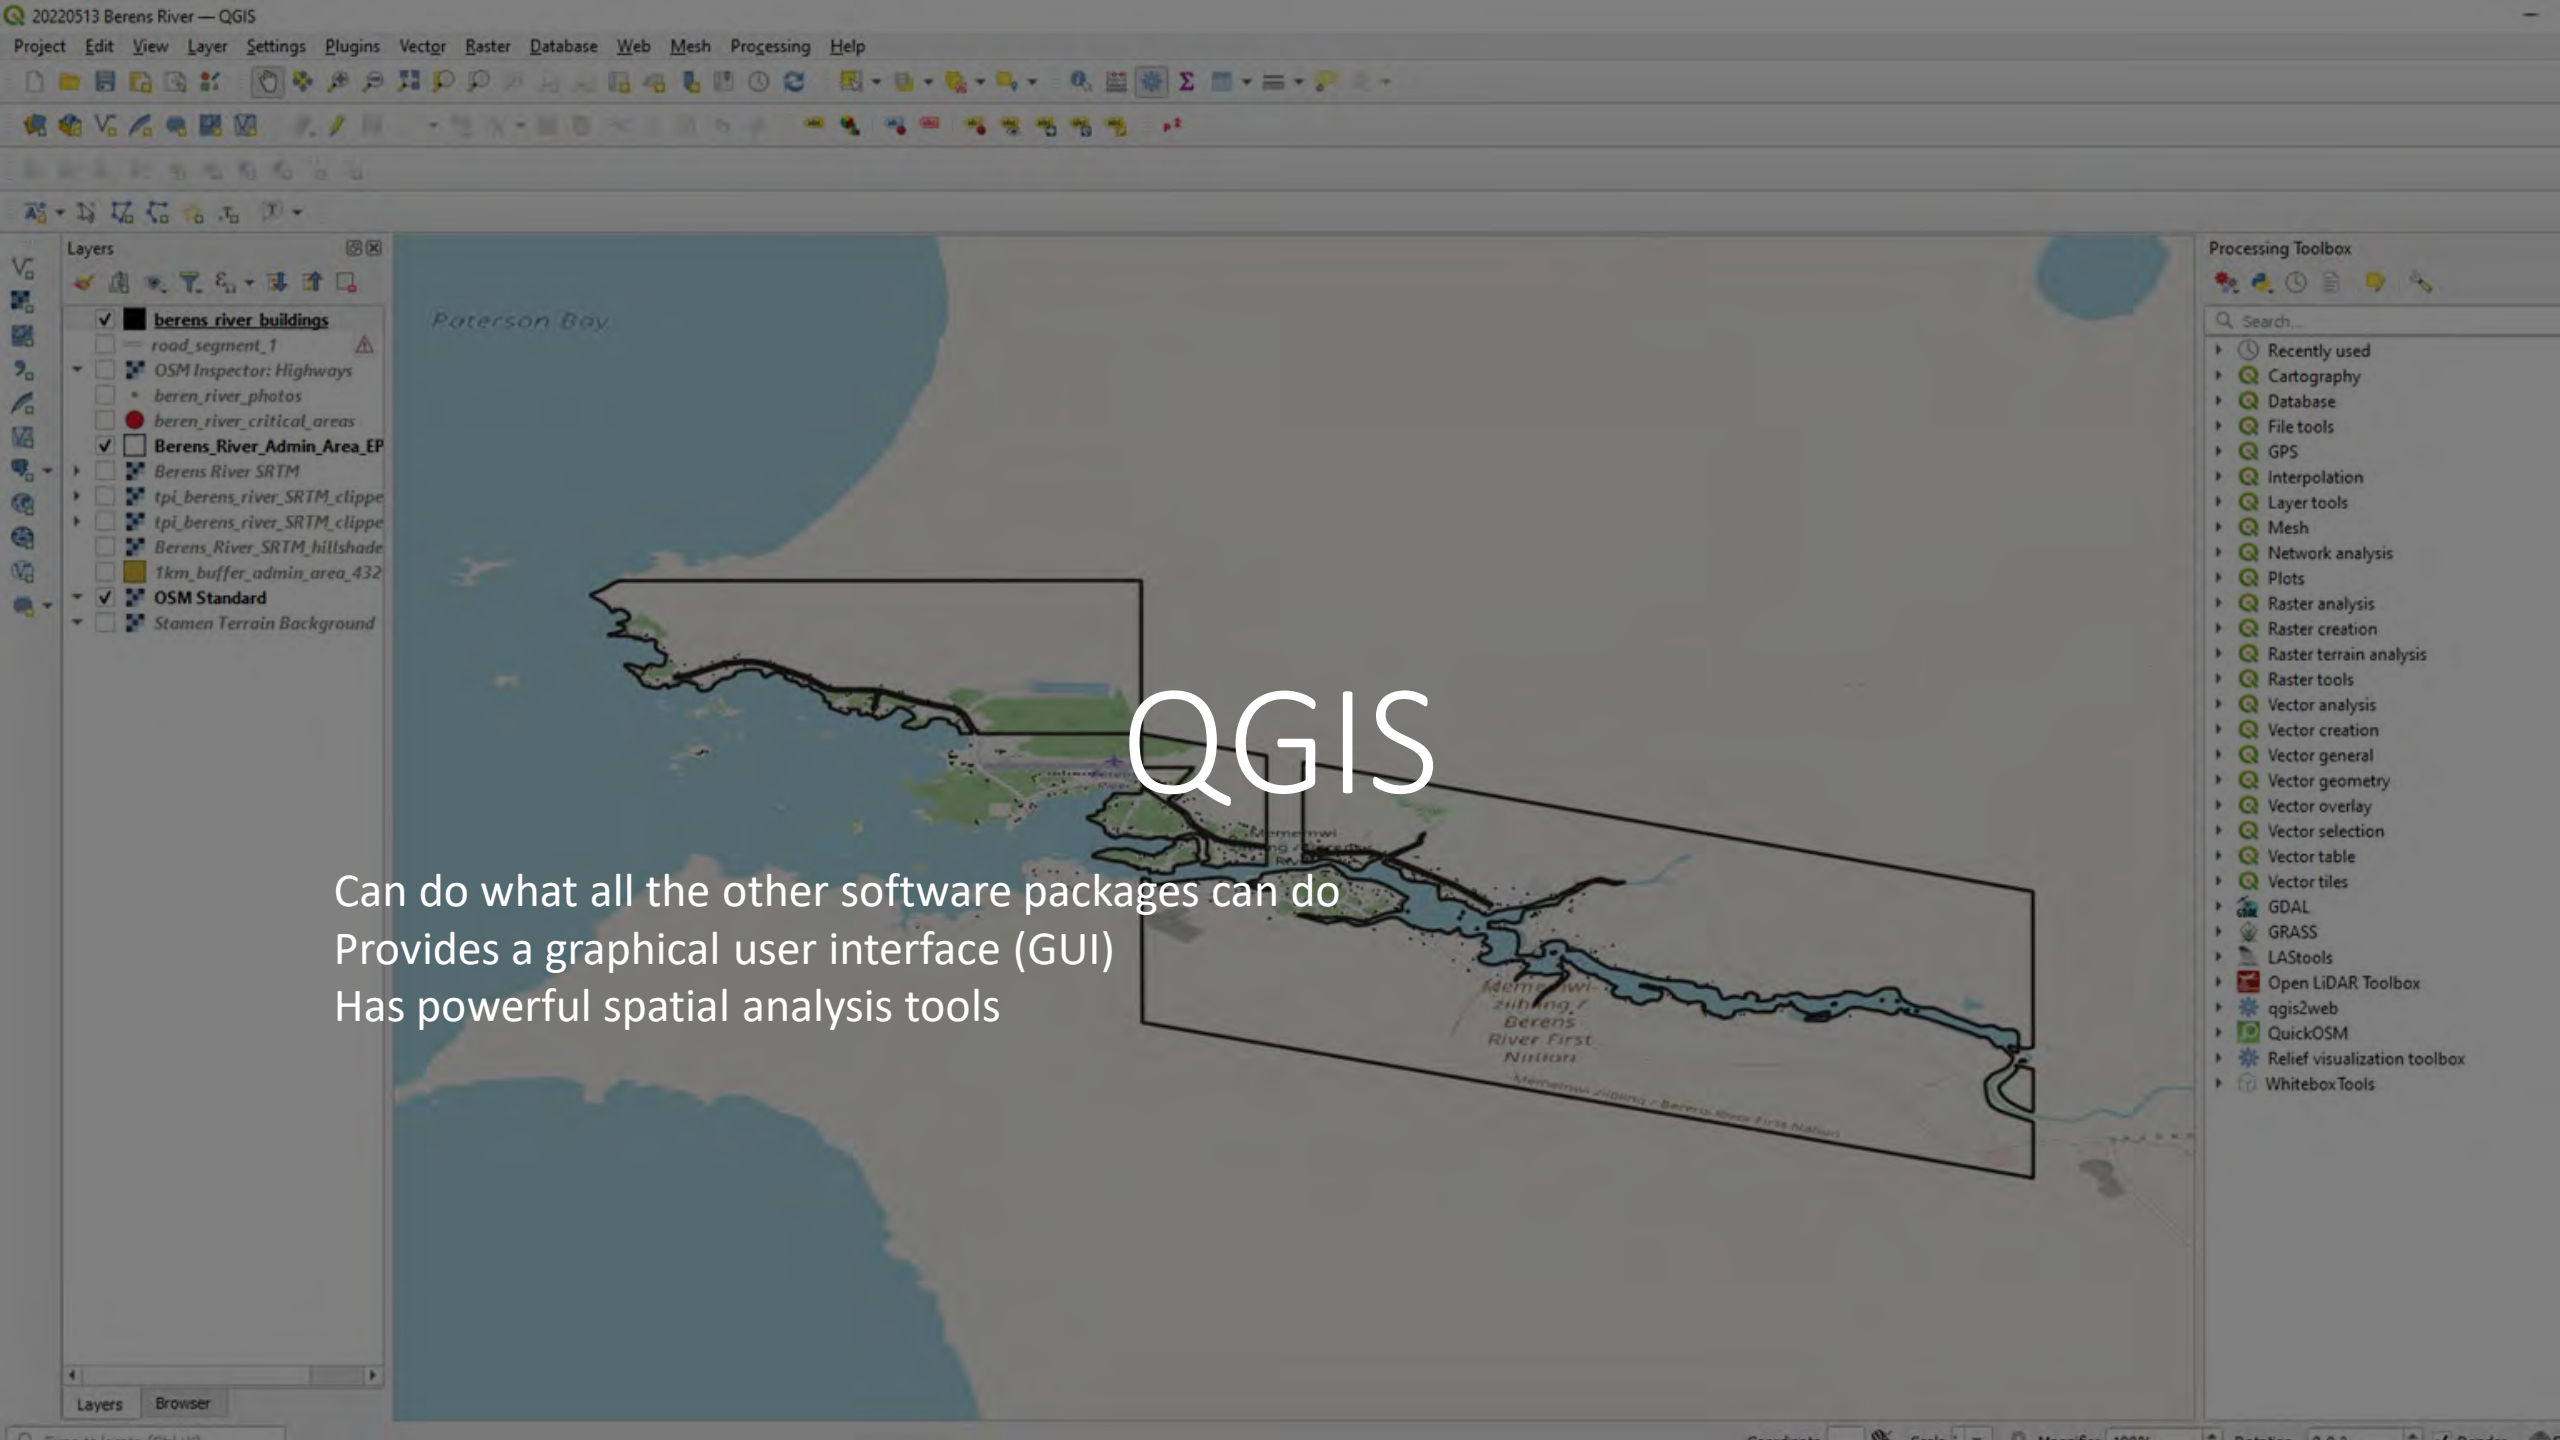 20220513 Berens River — QGIS
Project Edit View Layer Settings Plugins Vector Raster Database Web Mesh Processing Help
Layers
berens river buildings
road_segment_1
OSM Inspector: Highways
beren_river_photos
beren_river_critical_areas
Berens_River_Admin_Area_EP
Berens River SRTM
tpi_berens_river_SRTM_clippe
tpi_berens_river_SRTM_clippe
Berens_River_SRTM_hillshade
1km_buffer_admin_area_432
OSM Standard
Stamen Terrain Background
Layers Browser
Paterson Bay
QGIS
Can do what all the other software packages can do
Provides a graphical user interface (GUI)
Has powerful spatial analysis tools
Berens
River First
Nation
Processing Toolbox
Search...
Recently used
Cartography
Database
File tools
GPS
Interpolation
Layer tools
Mesh
Network analysis
Plots
Raster analysis
Raster creation
Raster terrain analysis
Raster tools
Vector analysis
Vector creation
Vector general
Vector geometry
Vector overlay
Vector selection
Vector table
Vector tiles
GDAL
GRASS
LAStools
Open LiDAR Toolbox
qgis2web
QuickOSM
Relief visualization toolbox
WhiteboxTools